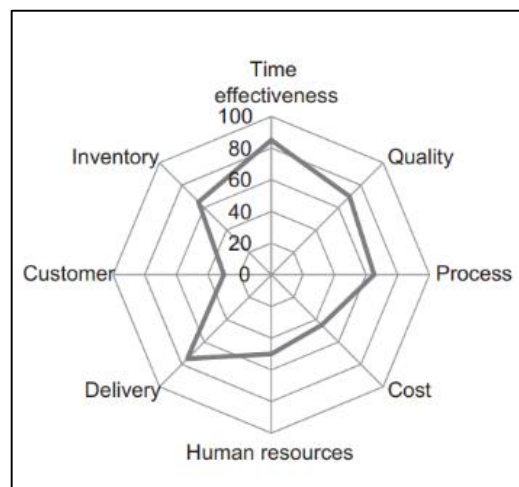 Time
effectiveness
100
80
60
40
20
0
Inventory
Quality
Customer
Process
Delivery
Cost
Human resources